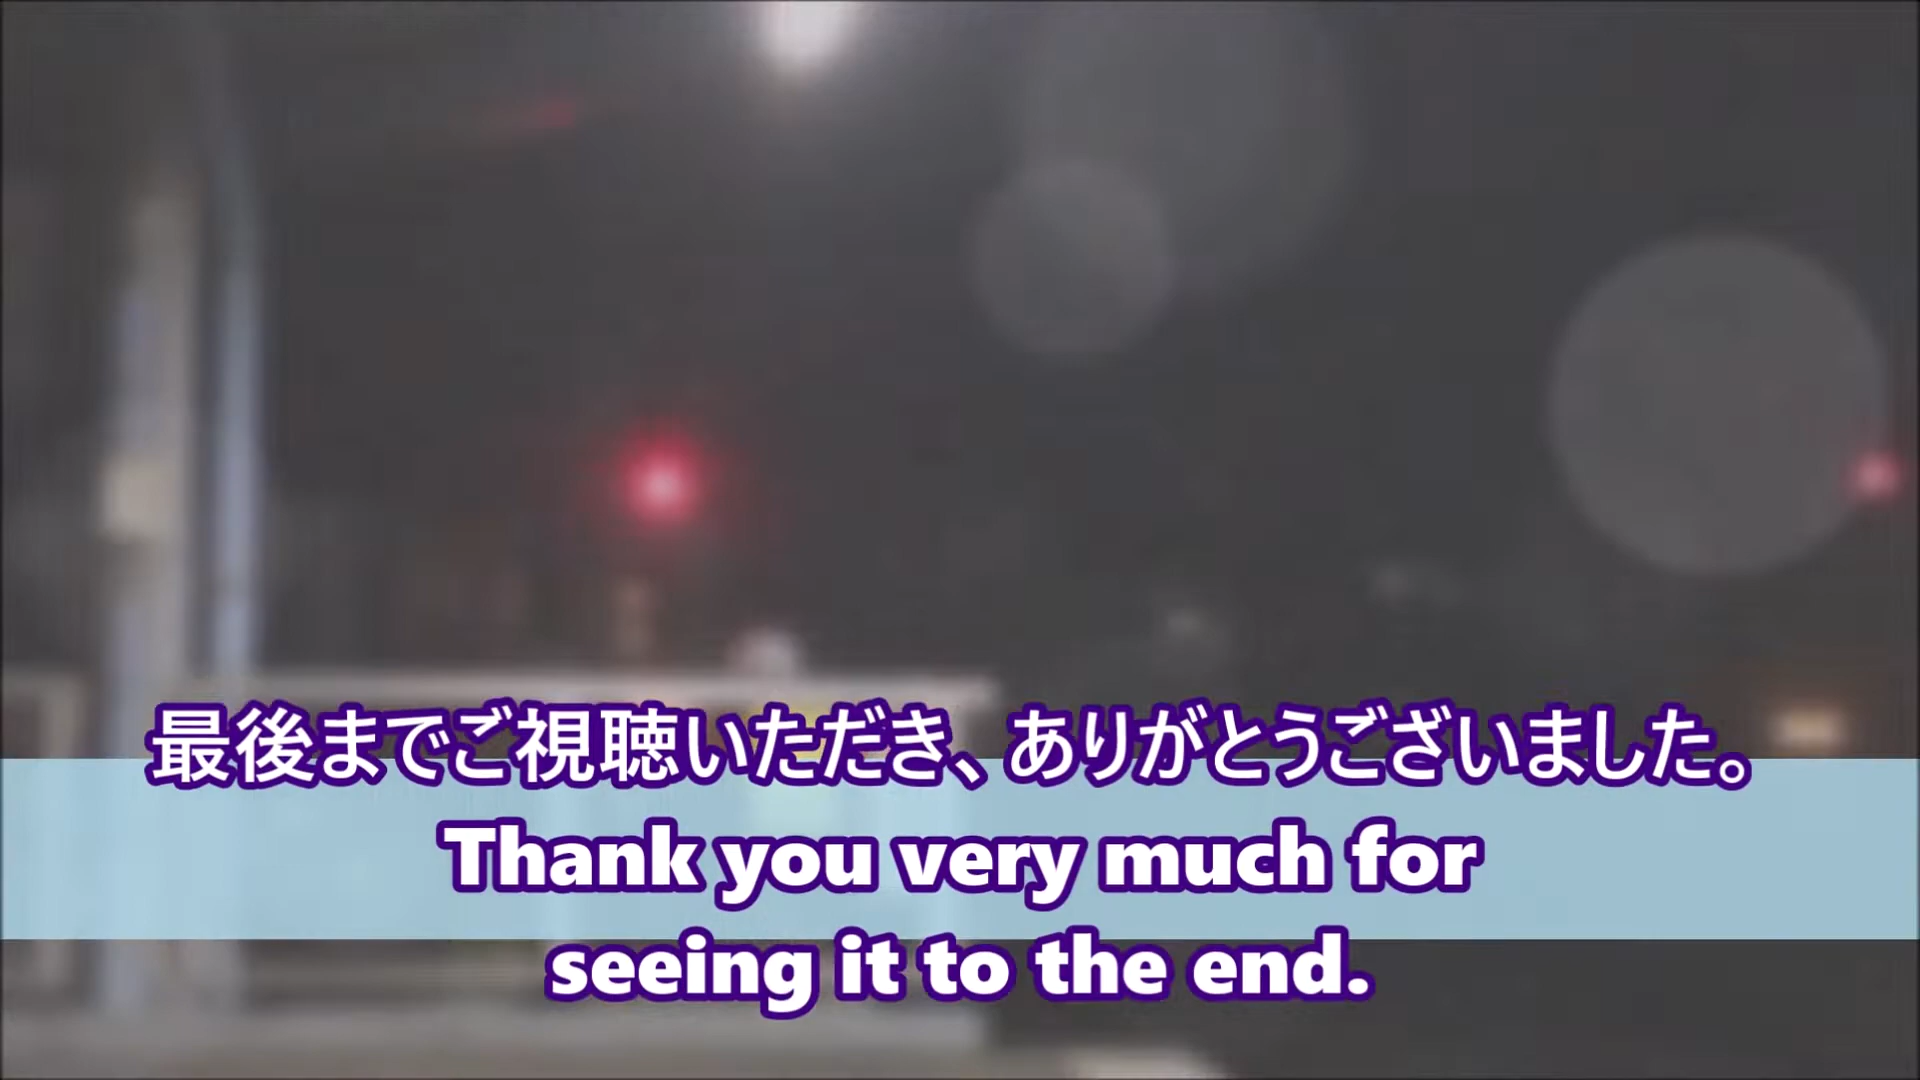 最後までご視聴いただき、ありがとうございました。
Thank you very much for
seeing it to the end.